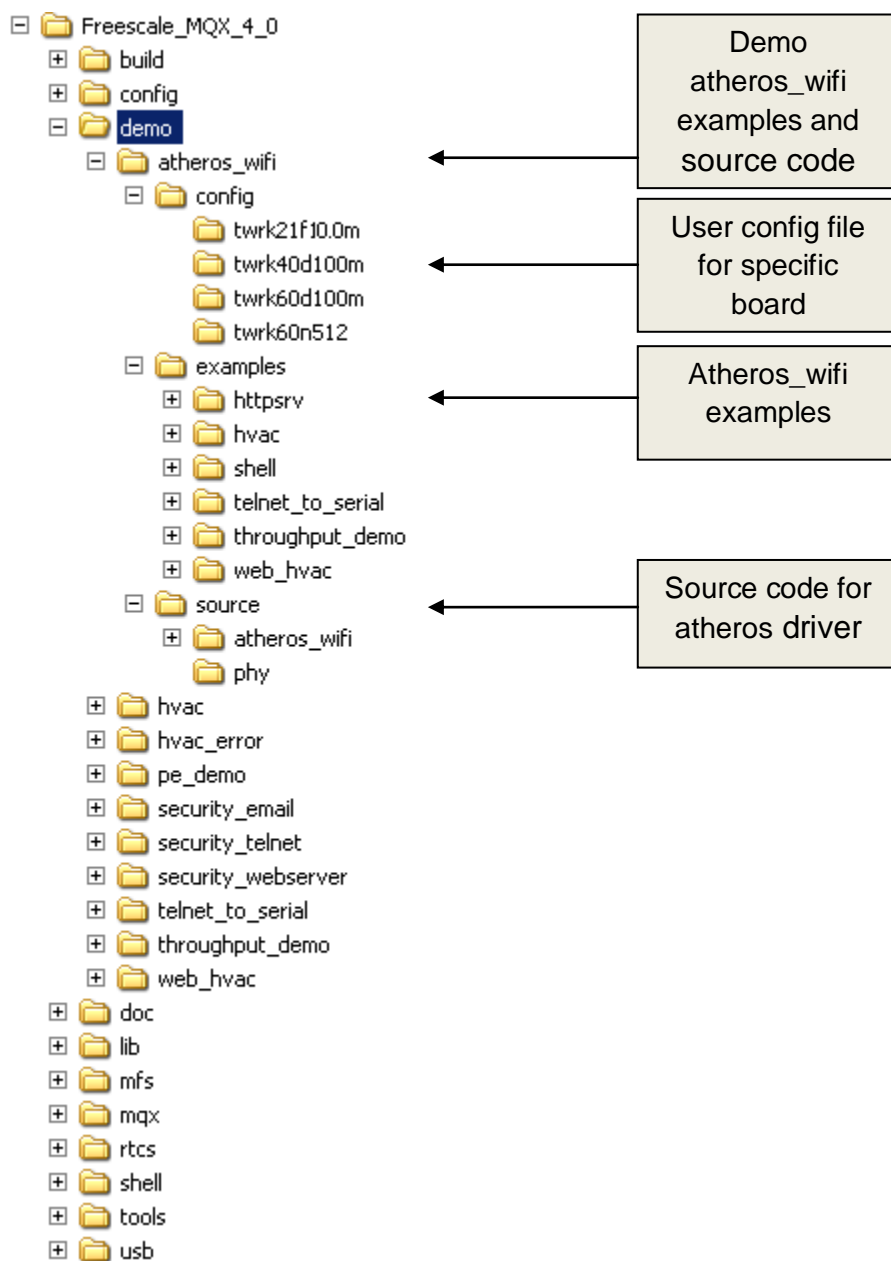 Freescale_MQX_4_0
build
config
demo
atheros_wifi
config
twrk21f10.0m
twrk40d100m
twrk60d100m
twrk60n512
examples
httpsrv
hvac
shell
telnet_to_serial
throughput_demo
web_hvac
source
atheros_wifi
phy
hvac
hvac_error
pe_demo
security_email
security_telnet
security_webserver
telnet_to_serial
throughput_demo
web_hvac
doc
lib
mfs
mqx
rtcs
shell
tools
usb
Demo
atheros_wifi
examples and
source code
User config file
for specific
board
Atheros_wifi
examples
Source code for
atheros driver